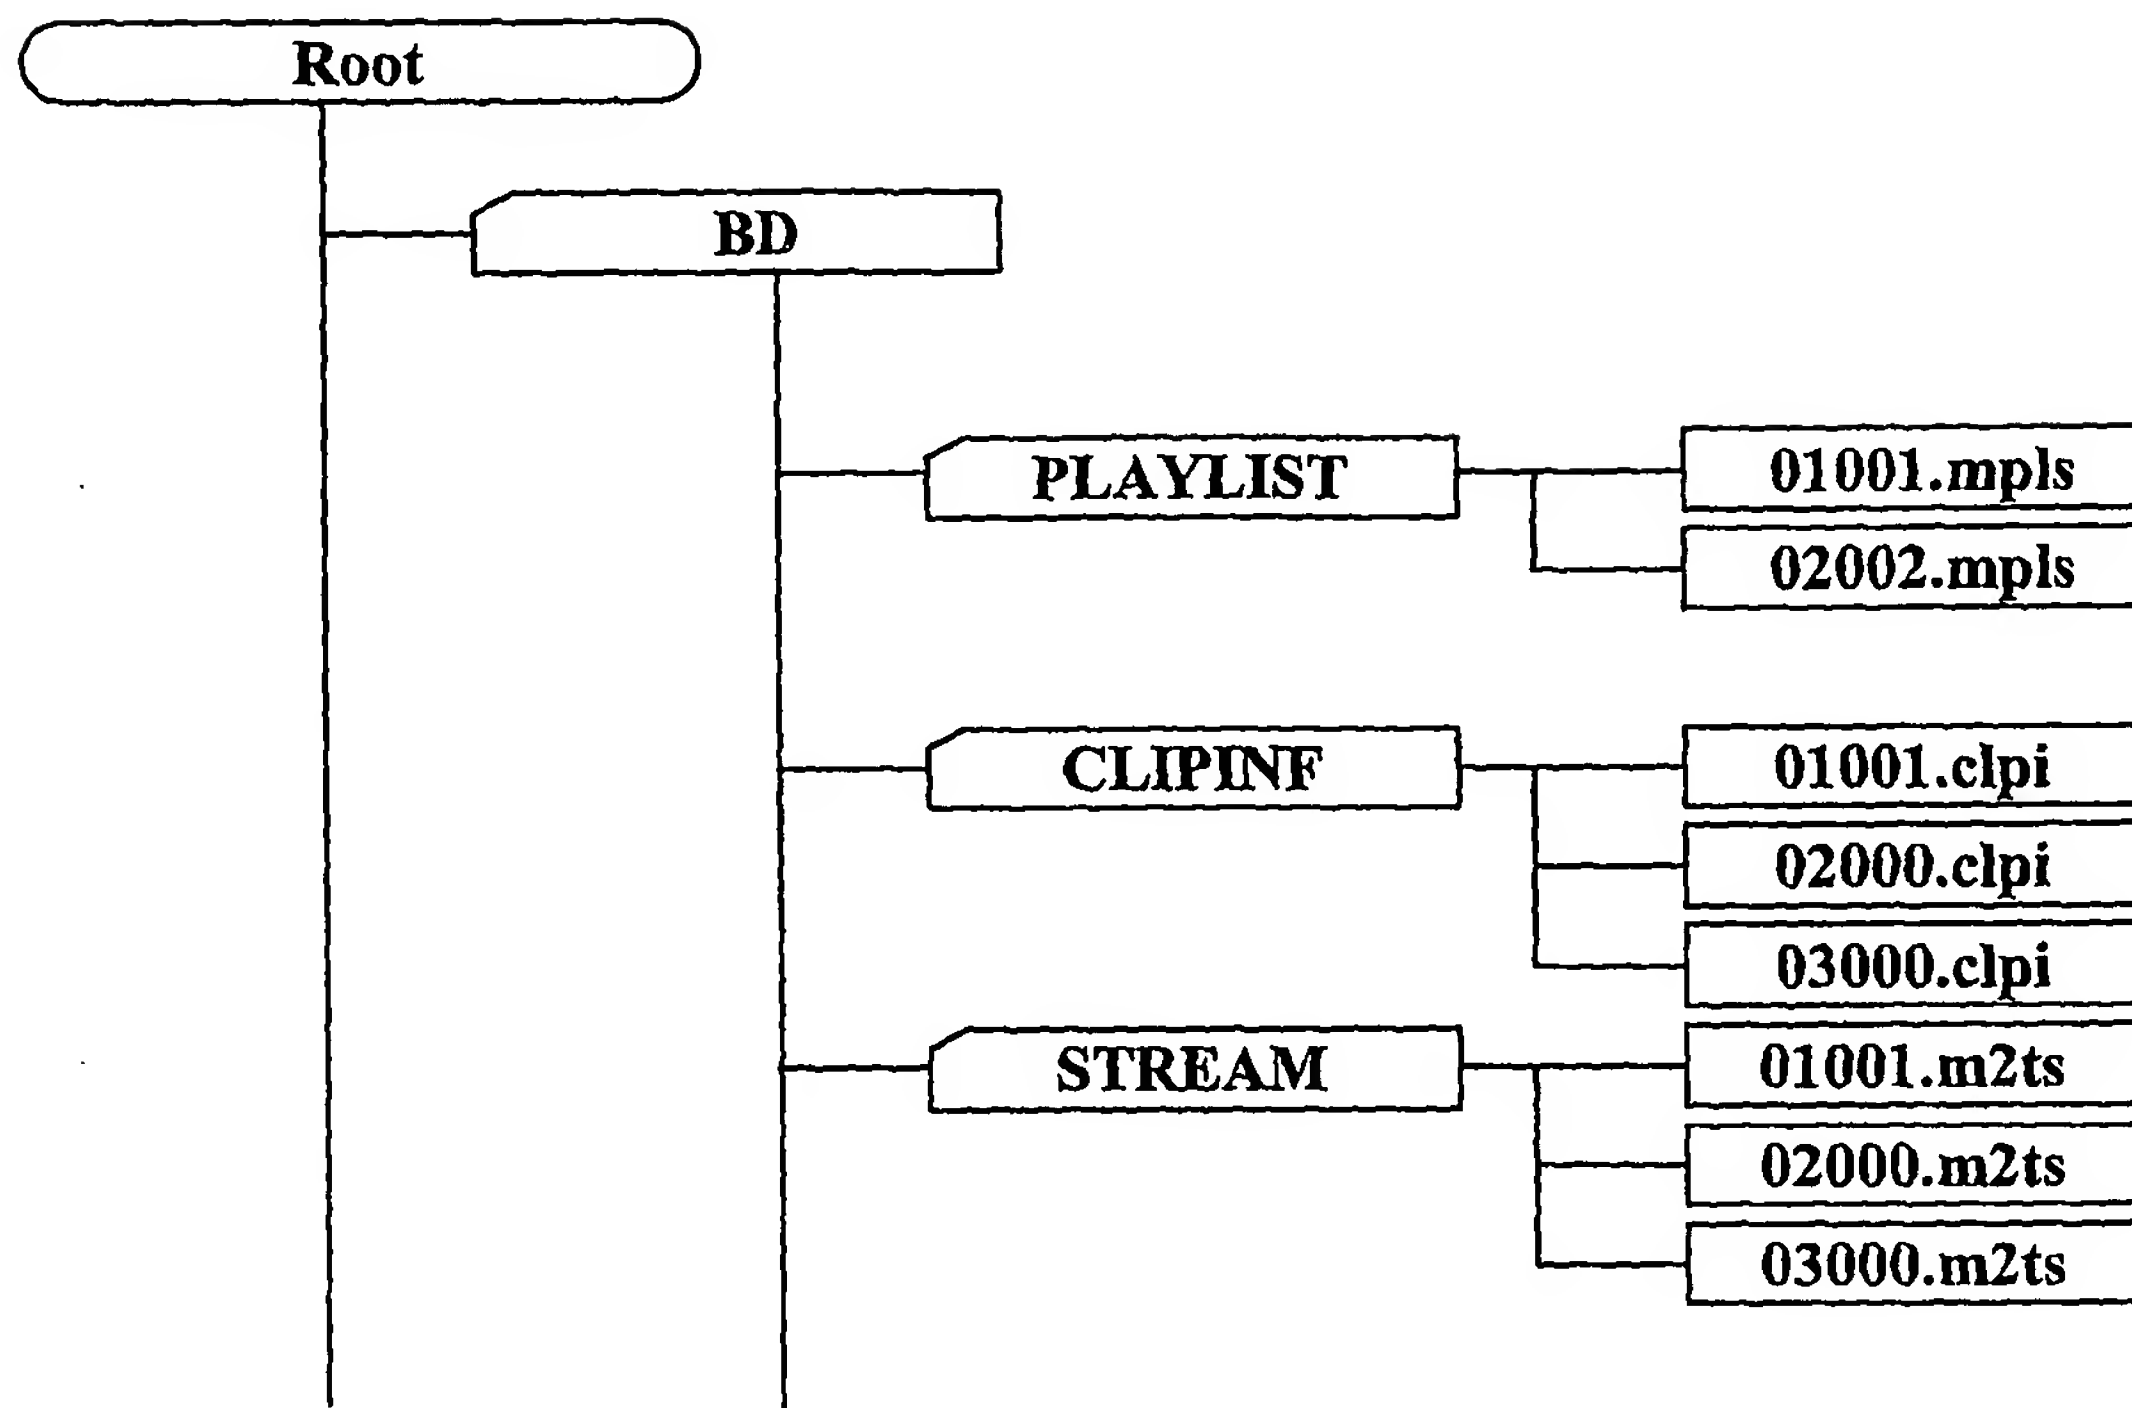 Root
BD
PLAYLIST
01001.mpls
02002.mpls
CLIPINF
01001.clpi
02000.clpi
03000.clpi
STREAM
01001.m2ts
02000.m2ts
03000.m2ts